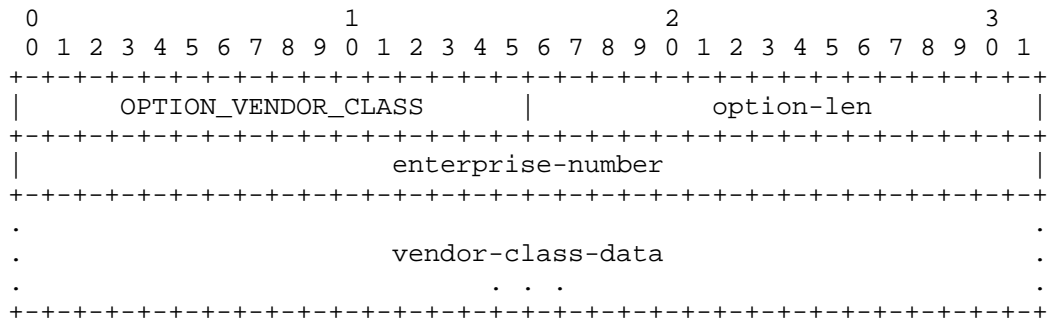 0                   1                   2                   3
 0 1 2 3 4 5 6 7 8 9 0 1 2 3 4 5 6 7 8 9 0 1 2 3 4 5 6 7 8 9 0 1
+-+-+-+-+-+-+-+-+-+-+-+-+-+-+-+-+-+-+-+-+-+-+-+-+-+-+-+-+-+-+-+-+
|      OPTION_VENDOR_CLASS      |           option-len          |
+-+-+-+-+-+-+-+-+-+-+-+-+-+-+-+-+-+-+-+-+-+-+-+-+-+-+-+-+-+-+-+-+
|                       enterprise-number                       |
+-+-+-+-+-+-+-+-+-+-+-+-+-+-+-+-+-+-+-+-+-+-+-+-+-+-+-+-+-+-+-+-+
.                                                               .
.                       vendor-class-data                       .
.                             . . .                             .
+-+-+-+-+-+-+-+-+-+-+-+-+-+-+-+-+-+-+-+-+-+-+-+-+-+-+-+-+-+-+-+-+